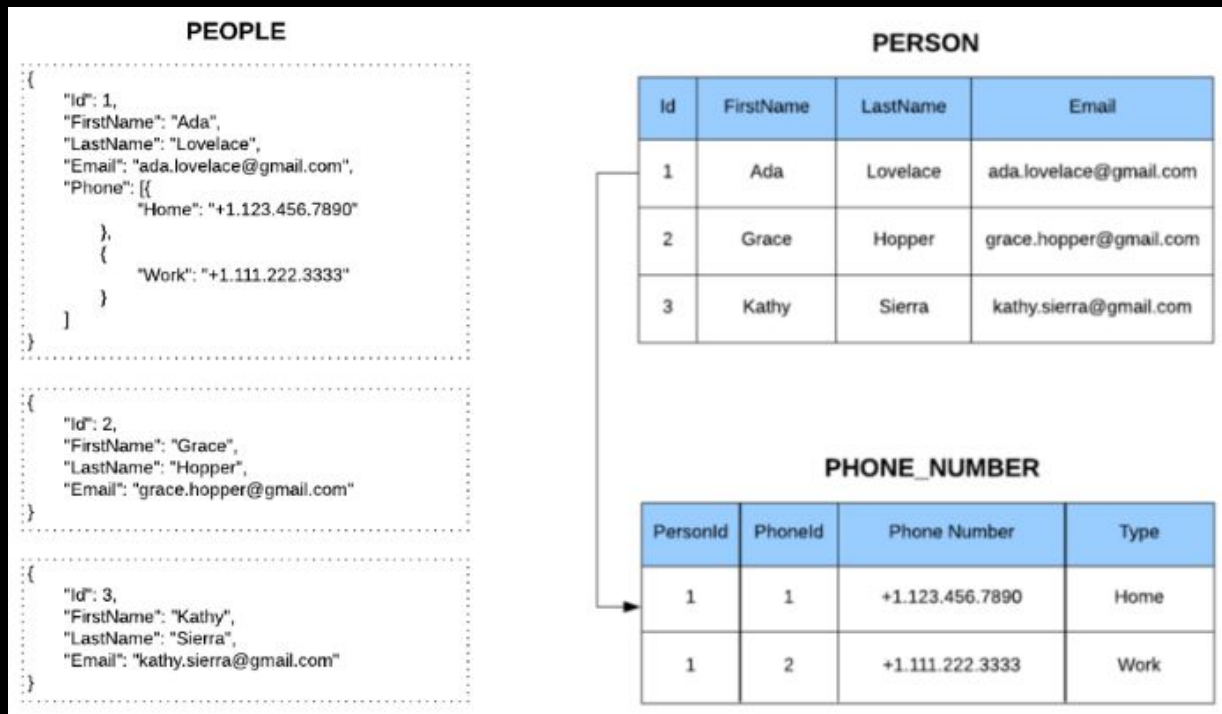 PEOPLE
{
"Id": 1,
"FirstName": "Ada",
"LastName": "Lovelace",
"Email": "ada.lovelace@gmail.com",
"Phone": [{
"Home": "+1.123.456.7890"
},
{
"Work": "+1.111.222.3333"
}
]
}
{
"Id": 2,
"FirstName": "Grace",
"LastName": "Hopper",
"Email": "grace.hopper@gmail.com"
}
{
"Id": 3,
"FirstName": "Kathy",
"LastName": "Sierra",
"Email": "kathy.sierra@gmail.com"
}
PERSON
Id FirstName LastName Email
1 Ada Lovelace ada.lovelace@gmail.com
2 Grace Hopper grace.hopper@gmail.com
3 Kathy Sierra kathy.sierra@gmail.com
PHONE_NUMBER
PersonId PhoneId Phone Number Type
1 1 +1.123.456.7890 Home
1 2 +1.111.222.3333 Work